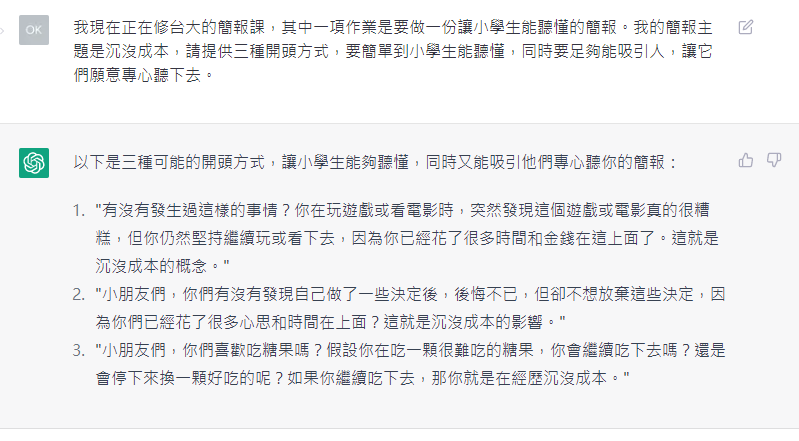 OK
我現在正在修台大的簡報課，其中一項作業是要做一份讓小學生能聽懂的簡報。我的簡報主
題是沉沒成本，請提供三種開頭方式，要簡單到小學生能聽懂，同時要足夠能吸引人，讓它
們願意專心聽下去。
以下是三種可能的開頭方式，讓小學生能夠聽懂，同時又能吸引他們專心聽你的簡報：
1. "有沒有發生過這樣的事情？你在玩遊戲或看電影時，突然發現這個遊戲或電影真的很糟
糕，但你仍然堅持繼續玩或看下去，因為你已經花了很多時間和金錢在這上面了。這就是
沉沒成本的概念。"
2. "小朋友們，你們有沒有發現自己做了一些決定後，後悔不已，但卻不想放棄這些決定，因
為你們已經花了很多心思和時間在上面？這就是沉沒成本的影響。"
3. "小朋友們，你們喜歡吃糖果嗎？假設你在吃一顆很難吃的糖果，你會繼續吃下去嗎？還是
會停下來換一顆好吃的呢？如果你繼續吃下去，那你就是在經歷沉沒成本。"